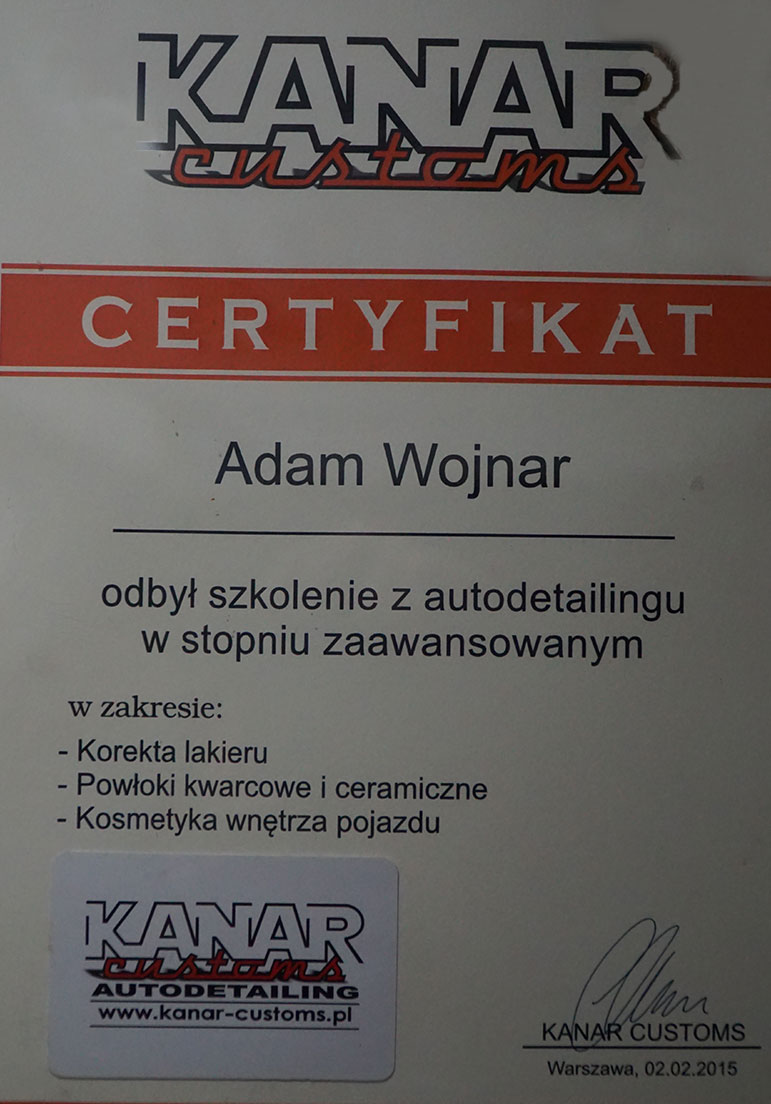 KANAR
customs
CERTYFIKAT
Adam Wojnar
odbył szkolenie z autodetailingu
w stopniu zaawansowanym
w zakresie:
- Korekta lakieru
- Powłoki kwarcowe i ceramiczne
- Kosmetyka wnętrza pojazdu
KANAR
customs
AUTODETAILING
www.kanar-customs.pl
KANAR CUSTOMS
Warszawa, 02.02.2015